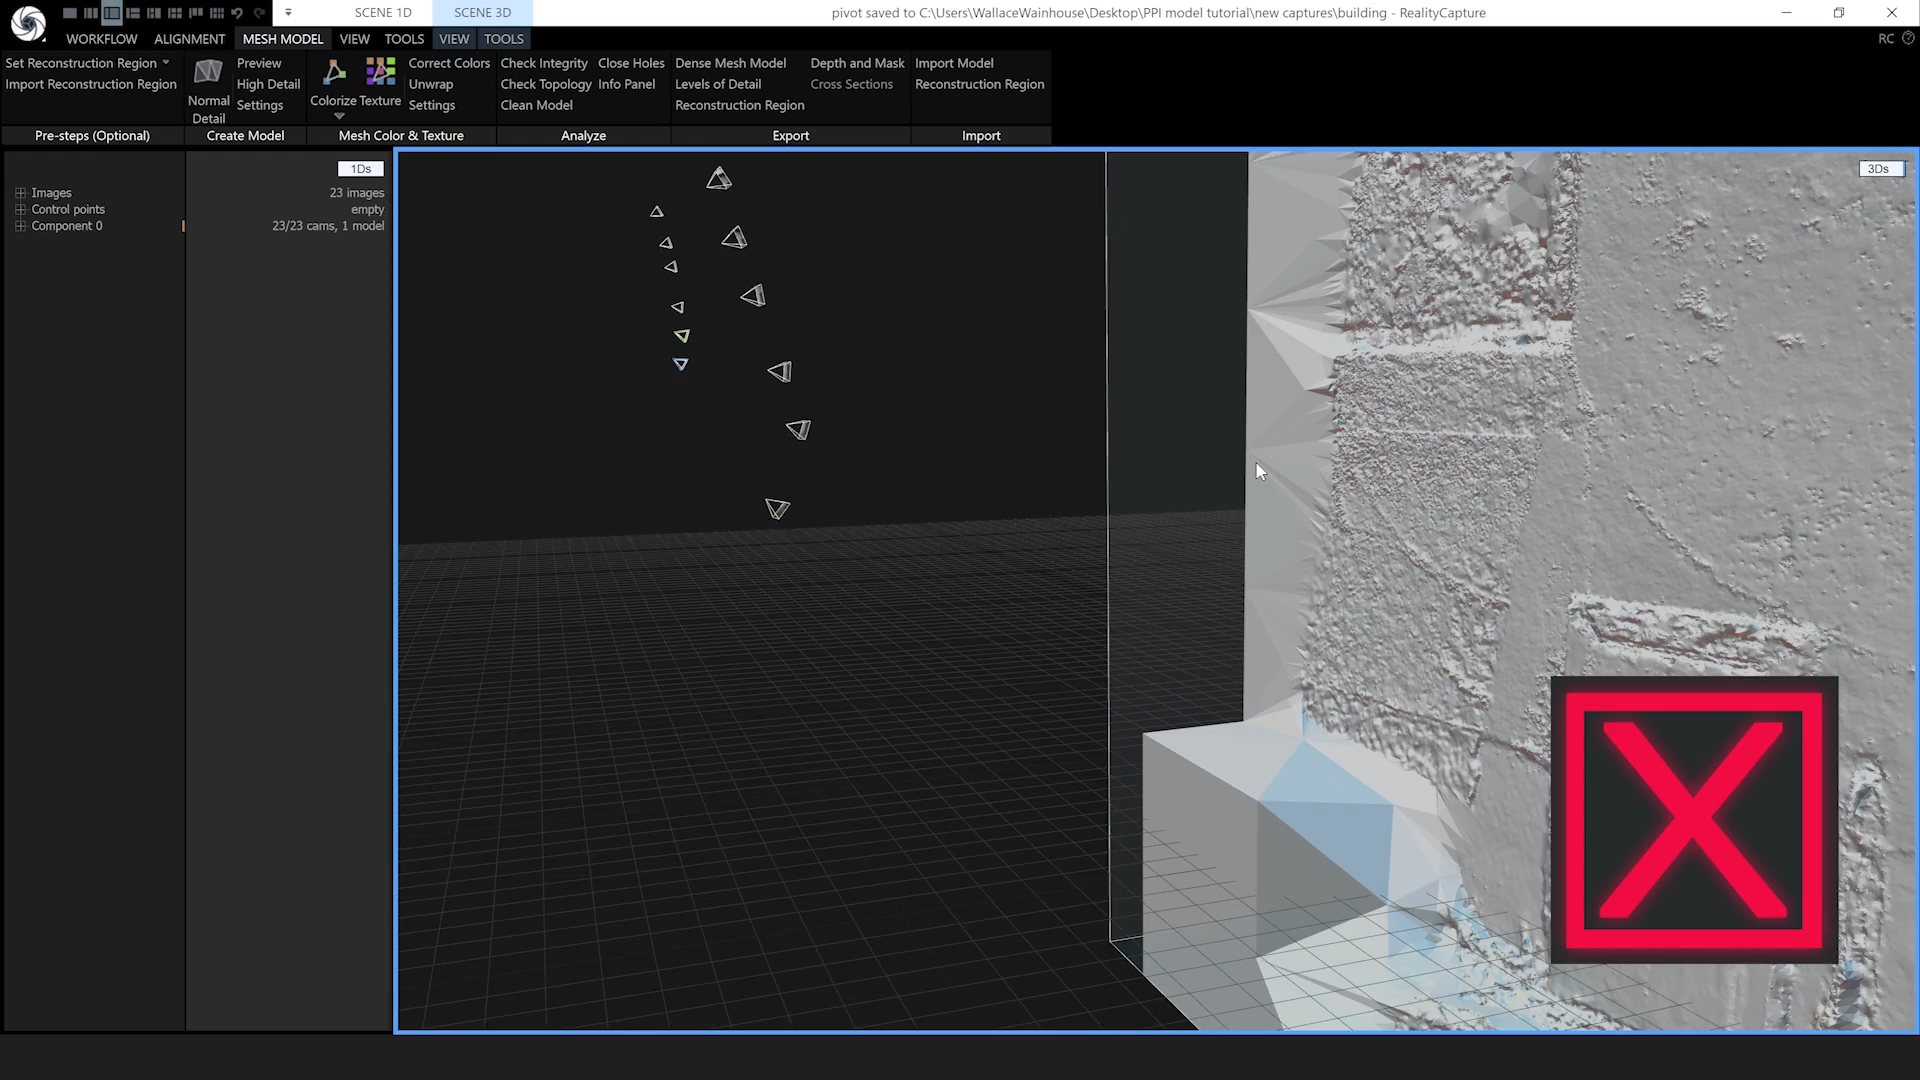 SCENE 1D
SCENE 3D
pivot saved to C:\Users\WallaceWainhouse\Desktop\PPI model tutorial\new captures\building - RealityCapture
WORKFLOW
ALIGNMENT
MESH MODEL
VIEW
TOOLS
VIEW
TOOLS
RC
Set Reconstruction Region
Import Reconstruction Region
Pre-steps (Optional)
Normal Detail
Preview
High Detail
Settings
Create Model
Colorize
Texture
Correct Colors
Unwrap
Settings
Mesh Color & Texture
Check Integrity
Check Topology
Clean Model
Close Holes
Info Panel
Analyze
Dense Mesh Model
Levels of Detail
Reconstruction Region
Depth and Mask
Cross Sections
Export
Import Model
Reconstruction Region
Import
1Ds
Images 23 images
Control points empty
Component 0 23/23 cams, 1 model
3Ds
X